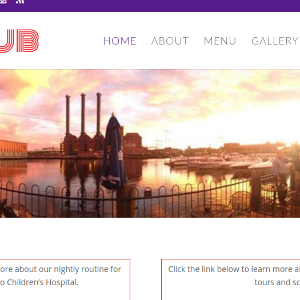 UB
HOME ABOUT MENU GALLERY
ore about our nightly routine for
o Children's Hospital.
Click the link below to learn more a
tours and sc